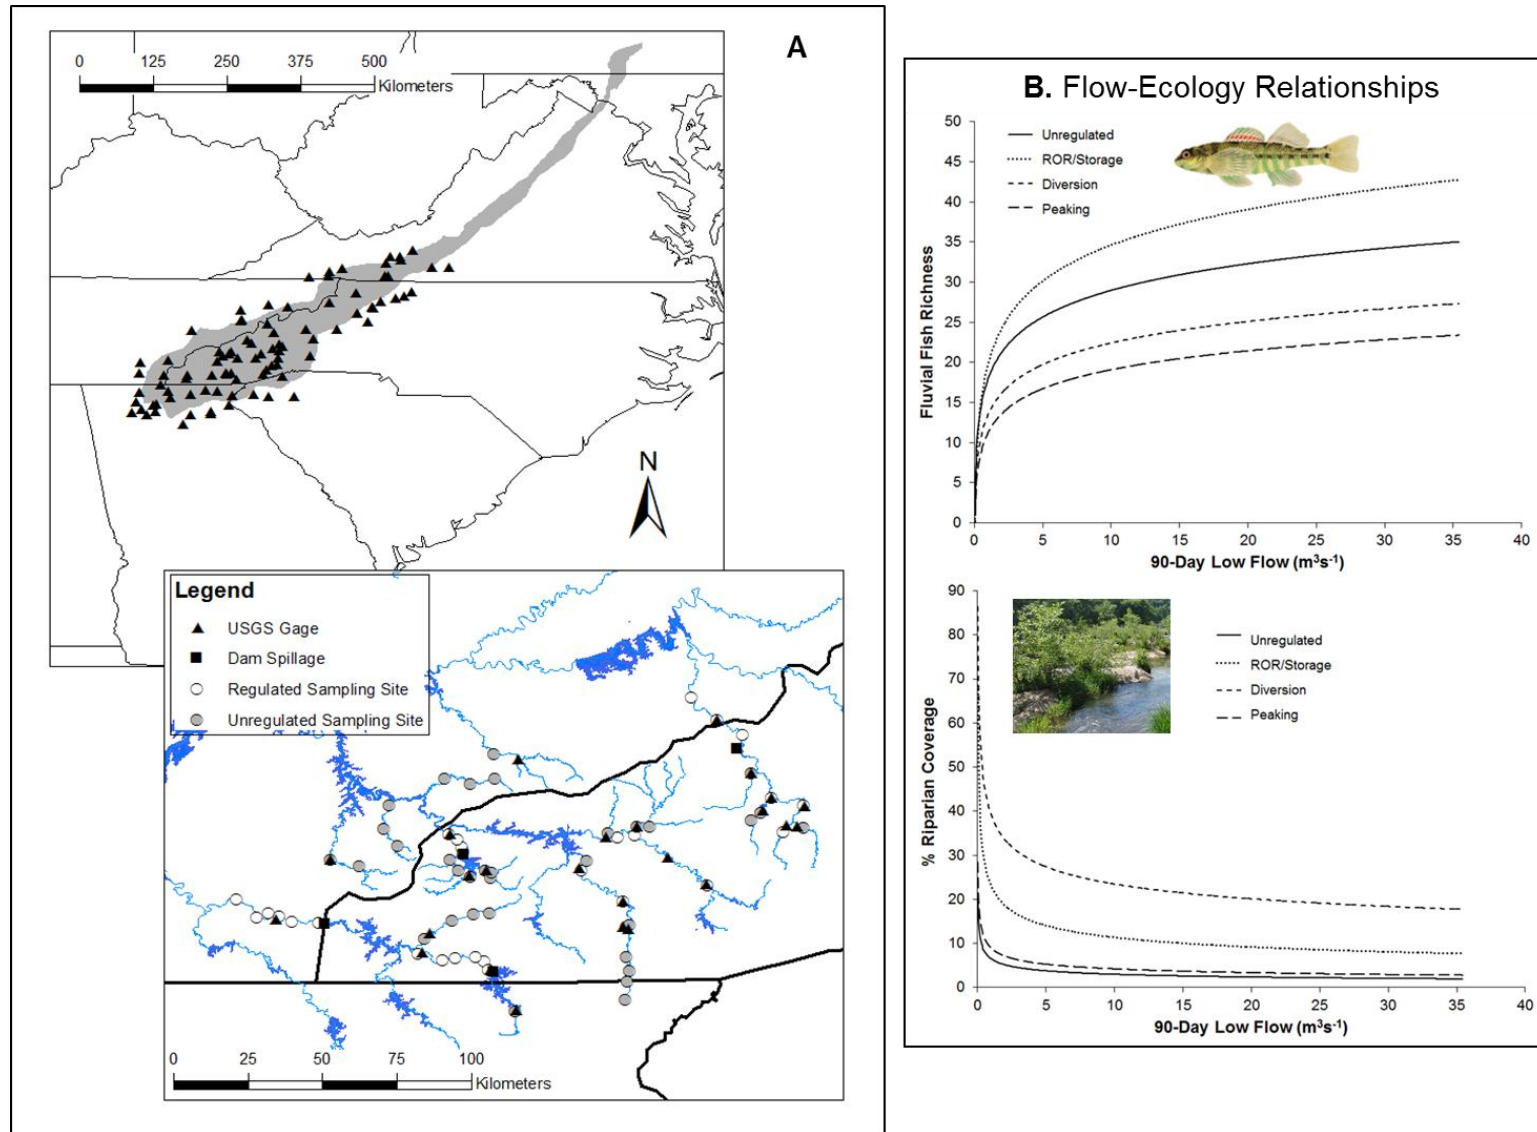 A
0 125 250 375 500
Kilometers
N
Legend
USGS Gage
Dam Spillage
Regulated Sampling Site
Unregulated Sampling Site
0 25 50 75 100
Kilometers
B. Flow-Ecology Relationships
50
45
40
35
30
25
20
15
10
5
0
Fluvial Fish Richness
Unregulated
ROR/Storage
Diversion
Peaking
0 5 10 15 20 25 30 35 40
90-Day Low Flow (m³s⁻¹)
90
80
70
60
50
40
30
20
10
0
% Riparian Coverage
Unregulated
ROR/Storage
Diversion
Peaking
0 5 10 15 20 25 30 35 40
90-Day Low Flow (m³s⁻¹)